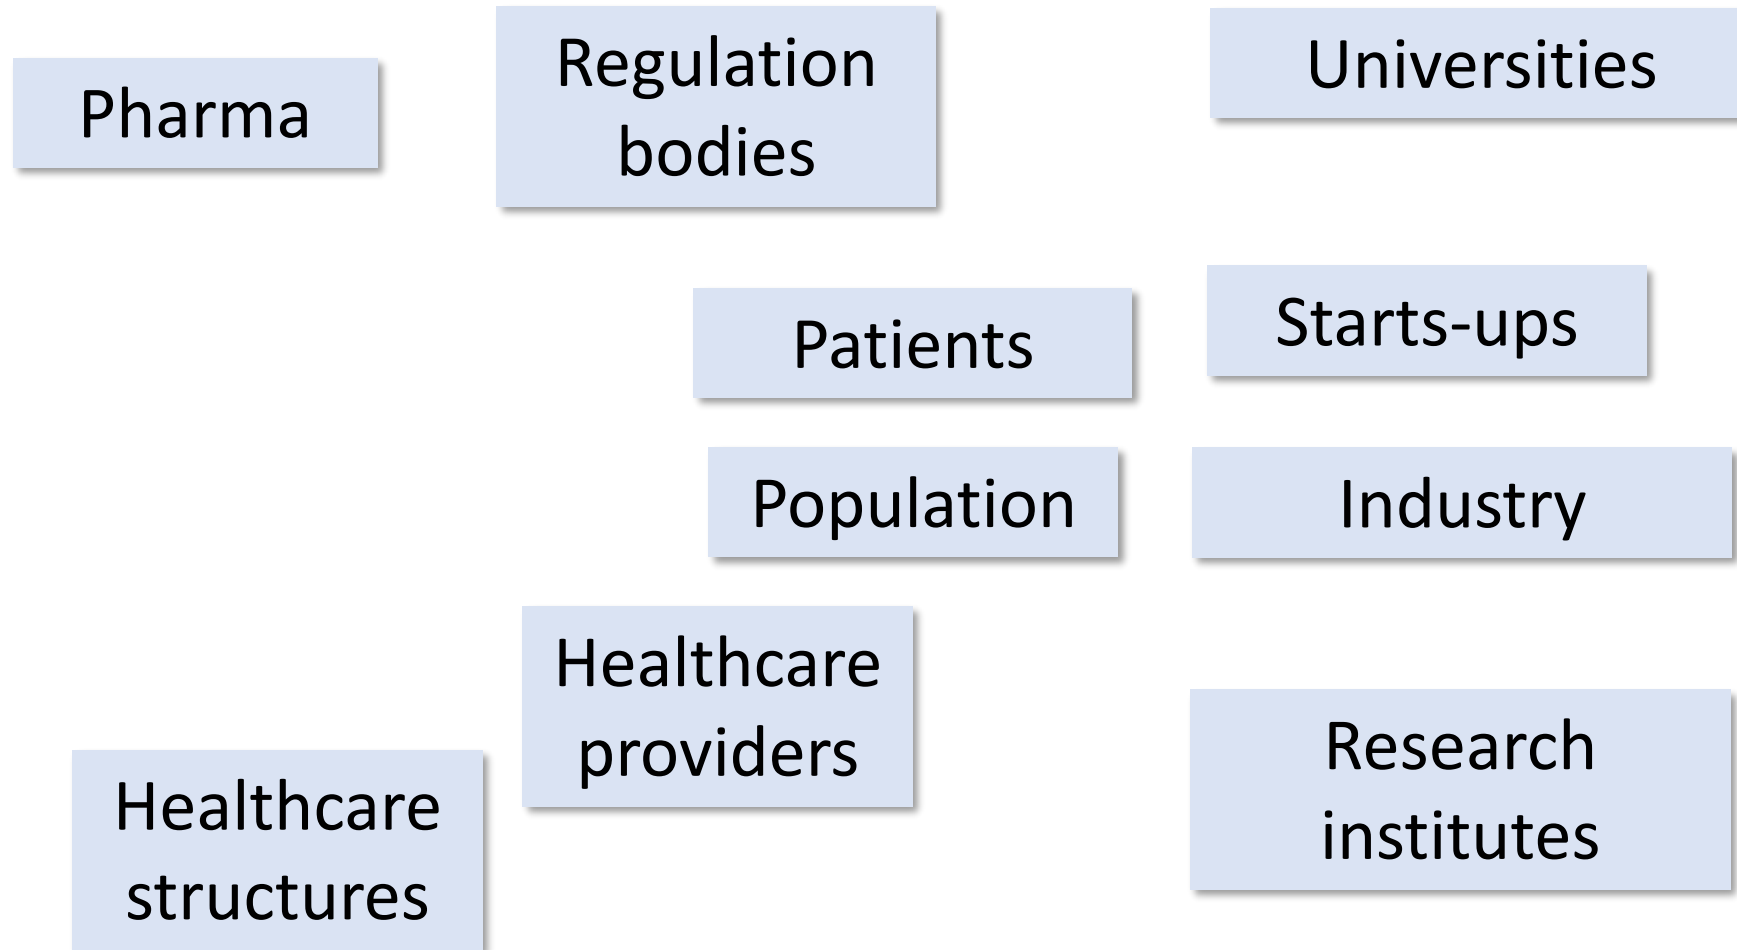 Pharma
Regulation
bodies
Universities
Patients
Starts-ups
Population
Industry
Healthcare
providers
Healthcare
structures
Research
institutes